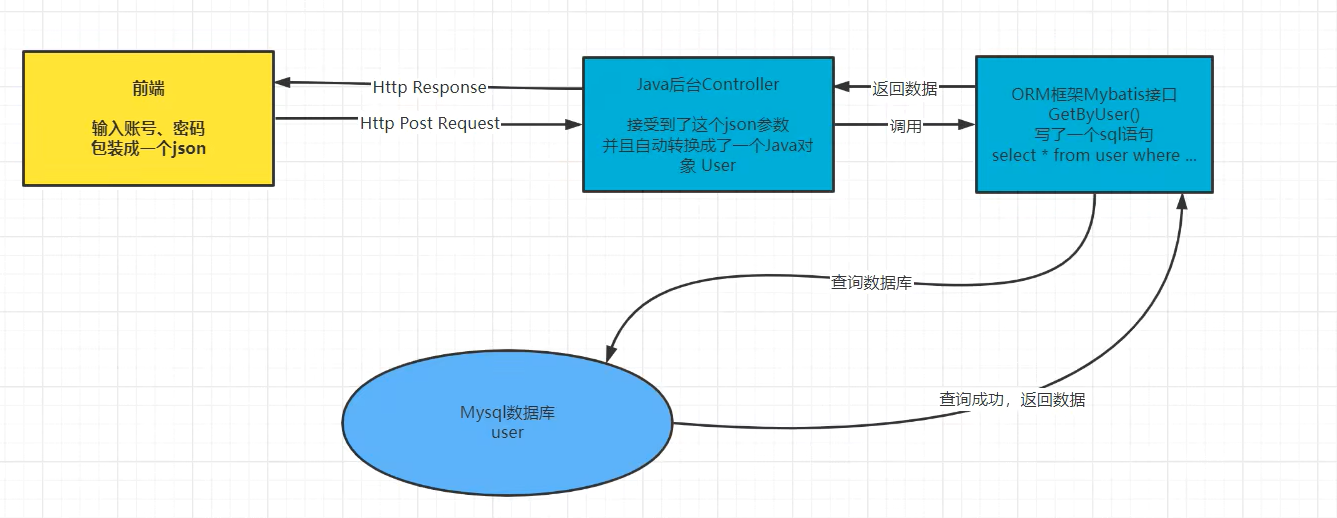 前端
输入账号、密码
包装成一个json
Http Response
Http Post Request
Java后台Controller
接受到了这个json参数
并且自动转换成了一个Java对
象 User
返回数据
调用
ORM框架Mybatis接口
GetByUser()
写了一个sql语句
select * from user where ...
查询数据库
查询成功，返回数据
Mysql数据库
user